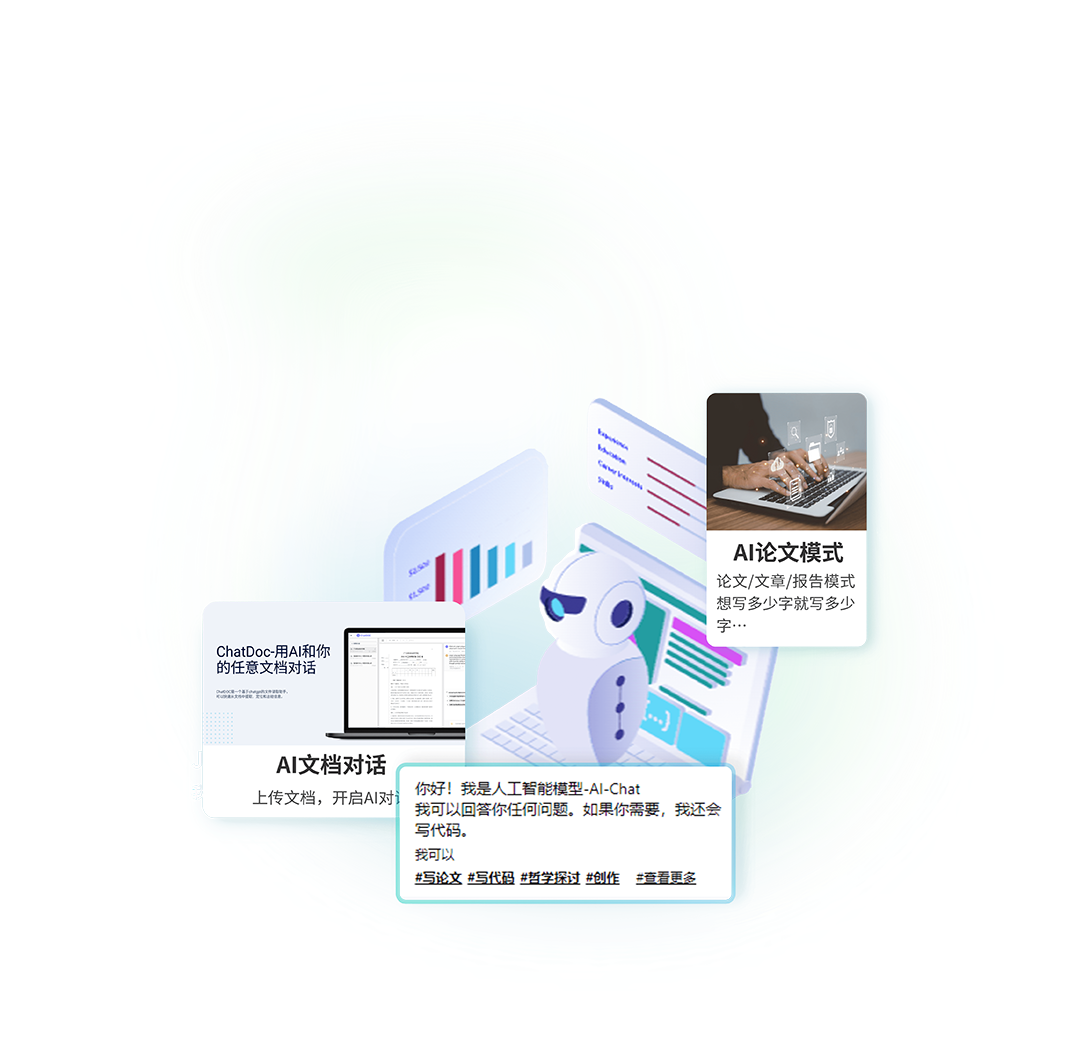 Experience
Education
Career Interests
Skills
AI论文模式
论文/文章/报告模式
想写多少字就写多少
字…
ChatDoc-用AI和你
的任意文档对话
AI文档对话
上传文档，开启AI对
你好！我是人工智能模型-AI-Chat
我可以回答你任何问题。如果你需要，我还会
写代码。
我可以
#写论文 #写代码 #哲学探讨 #创作 #查看更多